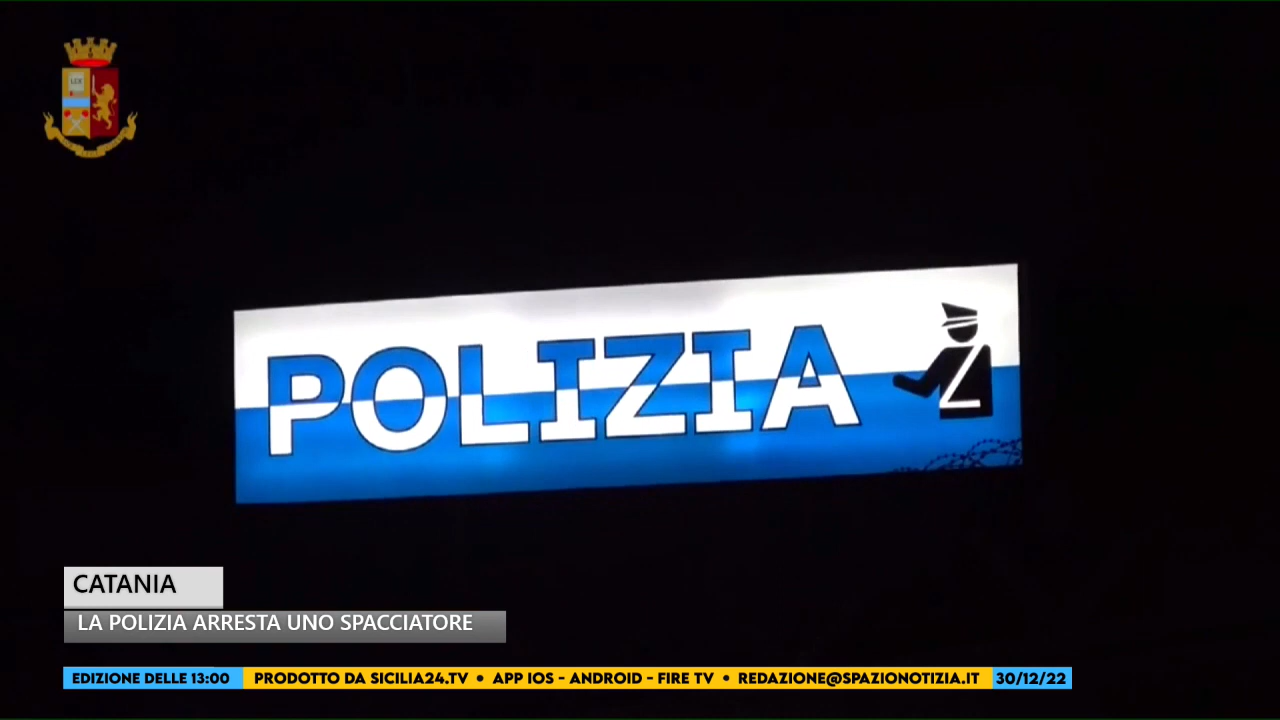 POLIZIA
CATANIA
LA POLIZIA ARRESTA UNO SPACCIATORE
EDIZIONE DELLE 13:00 PRODOTTO DA SICILIA24.TV • APP IOS - ANDROID - FIRE TV • REDAZIONE@SPAZIONOTIZIA.IT 30/12/22